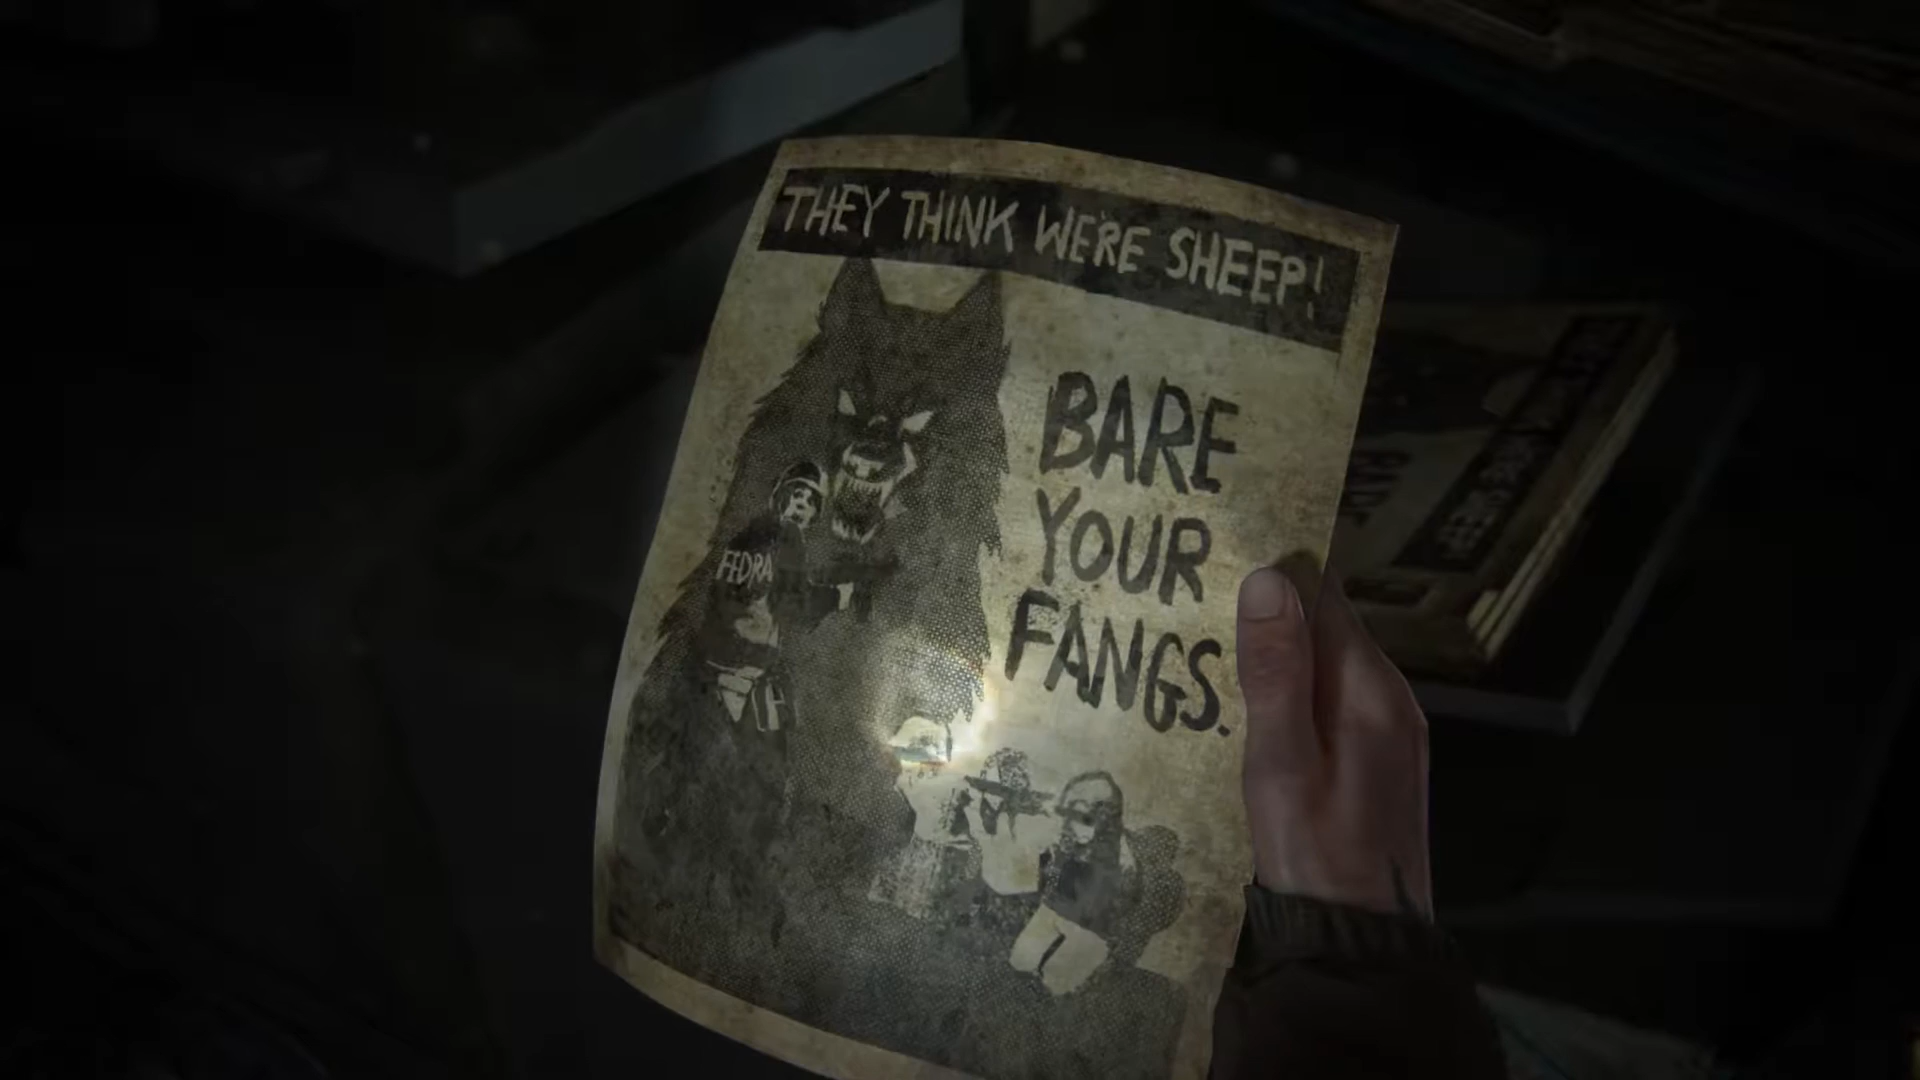 THEY THINK WE'RE SHEEP!
BARE
YOUR
FANGS.
FEDRA